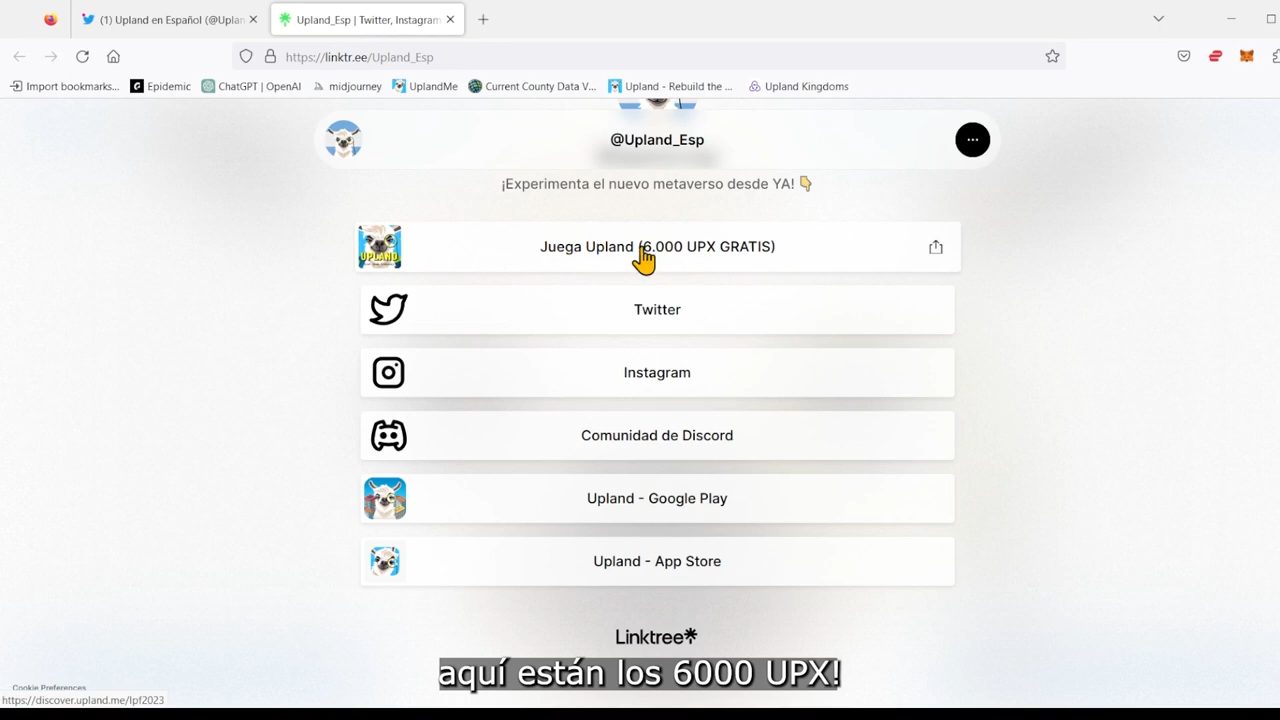 (1) Upland en Español (@Uplan
Upland_Esp | Twitter, Instagram
https://linktr.ee/Upland_Esp
Import bookmarks...
Epidemic
ChatGPT | OpenAI
midjourney
UplandMe
Current County Data V...
Upland - Rebuild the ...
Upland Kingdoms
@Upland_Esp
¡Experimenta el nuevo metaverso desde YA! 👇
UPLAND
Juega Upland (6.000 UPX GRATIS)
Twitter
Instagram
Comunidad de Discord
Upland - Google Play
Upland - App Store
Linktree
aquí están los 6000 UPX!
Cookie Preferences
https://discover.upland.me/lpf2023